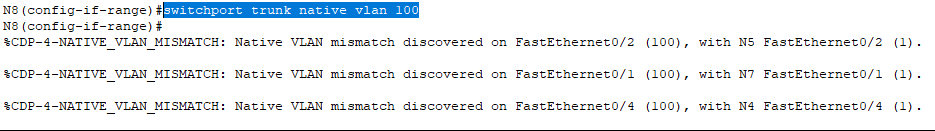 N8(config-if-range)#switchport trunk native vlan 100
N8(config-if-range)#
%CDP-4-NATIVE_VLAN_MISMATCH: Native VLAN mismatch discovered on FastEthernet0/2 (100), with N5 FastEthernet0/2 (1).
%CDP-4-NATIVE_VLAN_MISMATCH: Native VLAN mismatch discovered on FastEthernet0/1 (100), with N7 FastEthernet0/1 (1).
%CDP-4-NATIVE_VLAN_MISMATCH: Native VLAN mismatch discovered on FastEthernet0/4 (100), with N4 FastEthernet0/4 (1).